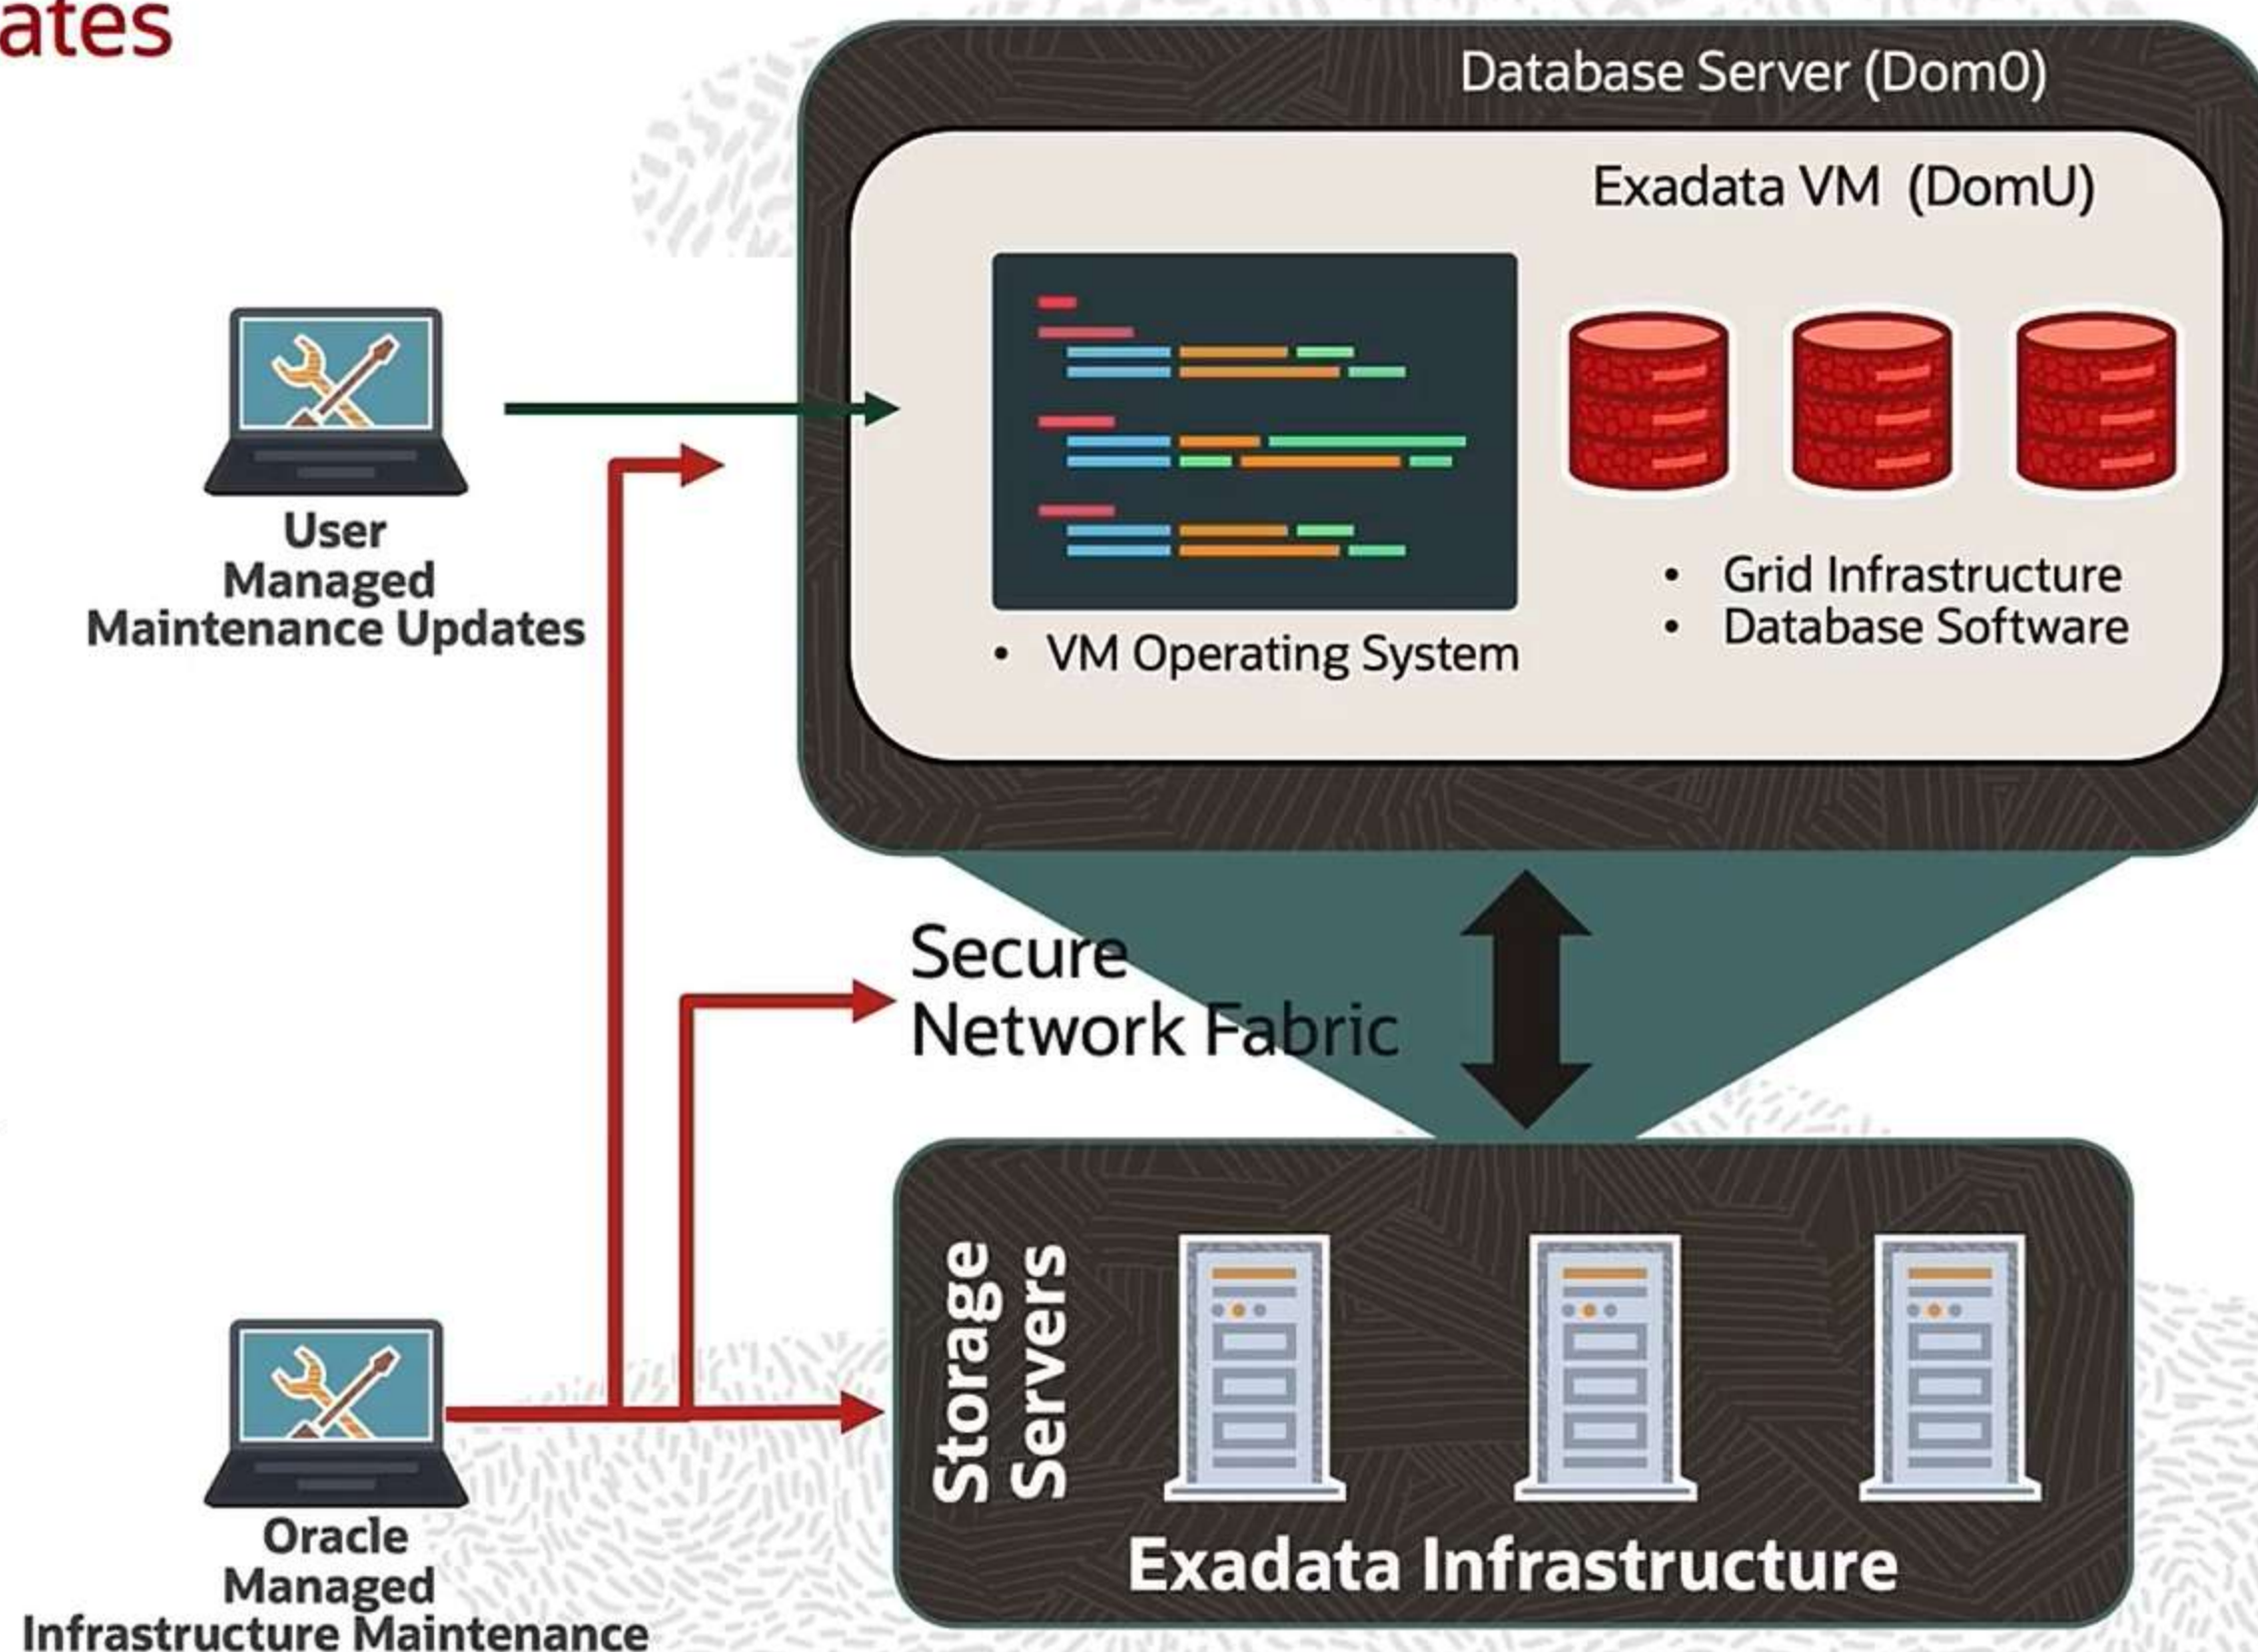 ates
Database Server (Dom0)
Exadata VM (DomU)
User
Managed
Maintenance Updates
• VM Operating System
• Grid Infrastructure
• Database Software
Secure
Network Fabric
Storage
Servers
Exadata Infrastructure
Oracle
Managed
Infrastructure Maintenance